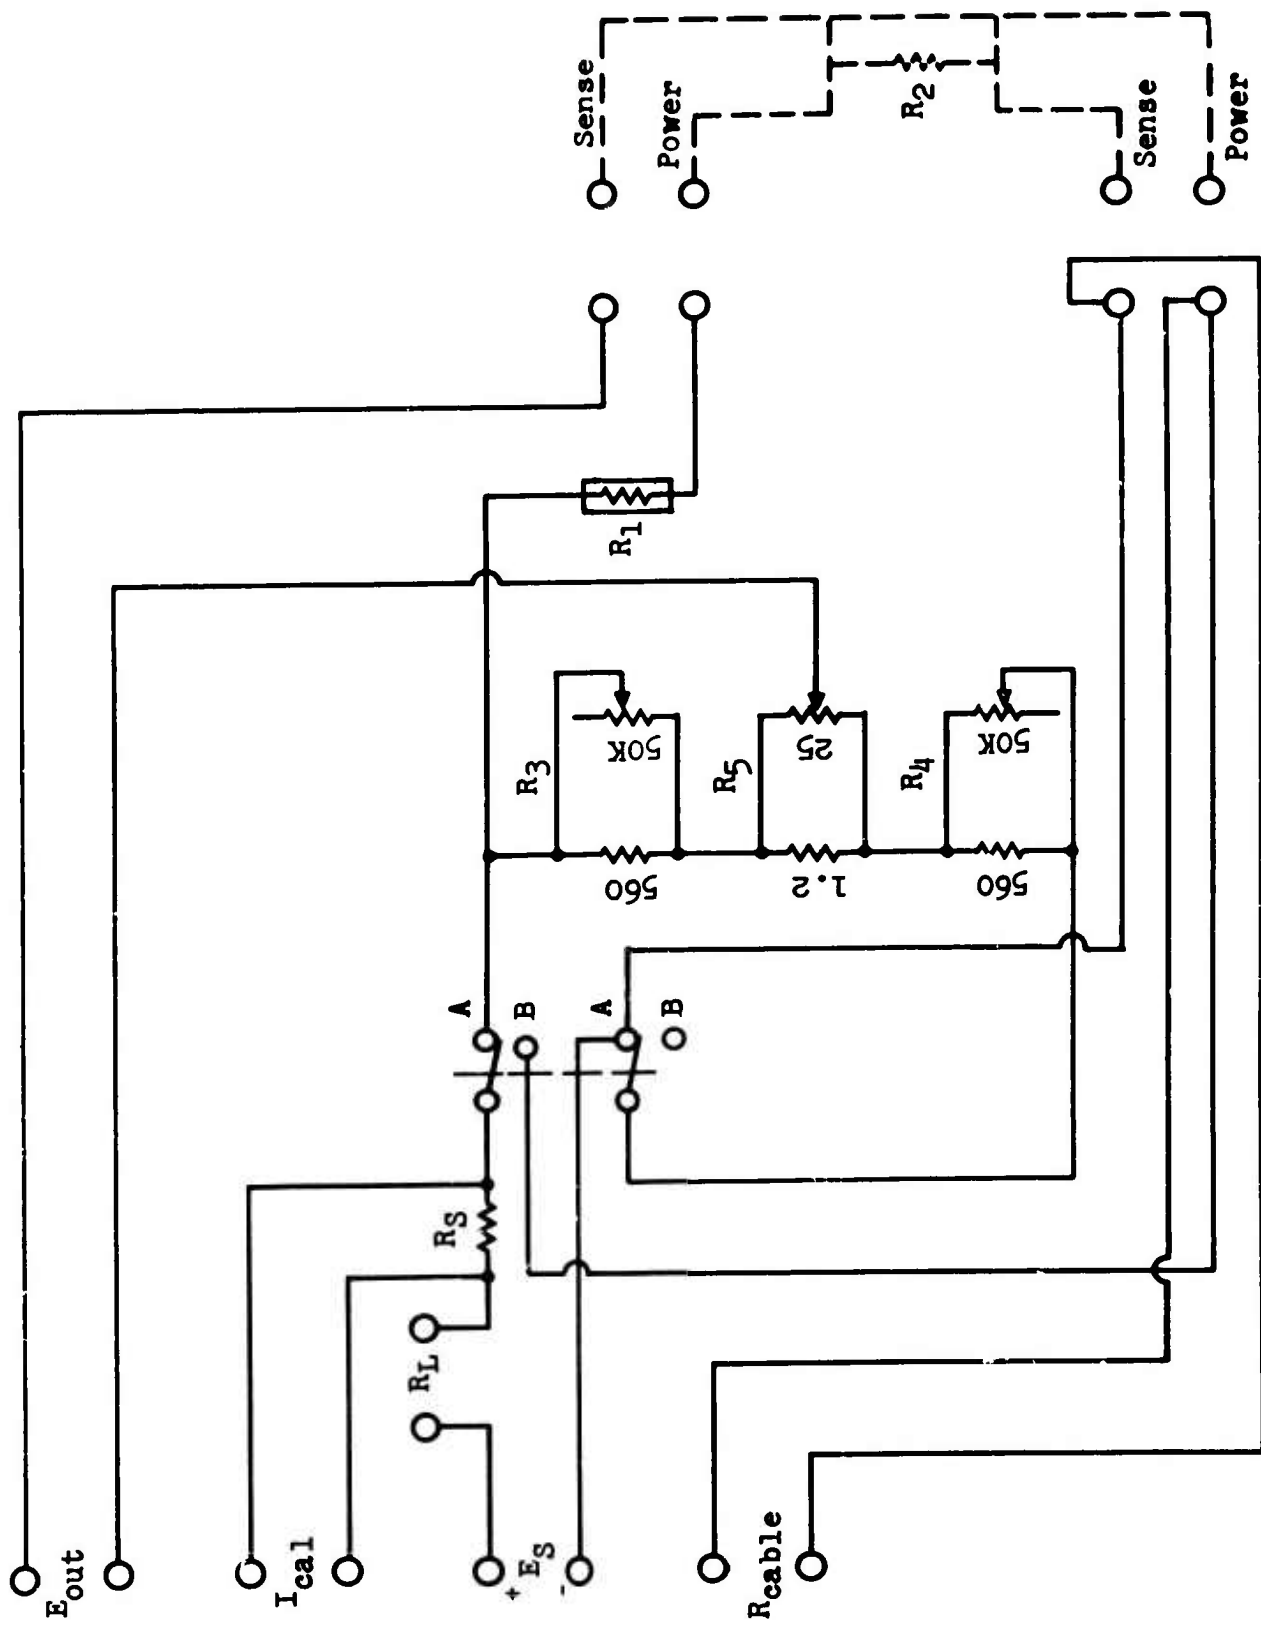 Sense
Power
R2
Sense
Power
R1
R3
50K
R5
25
R4
50K
560
1.2
560
A
B
A
B
RS
RL
Eout
Ical
+ ES -
Rcable